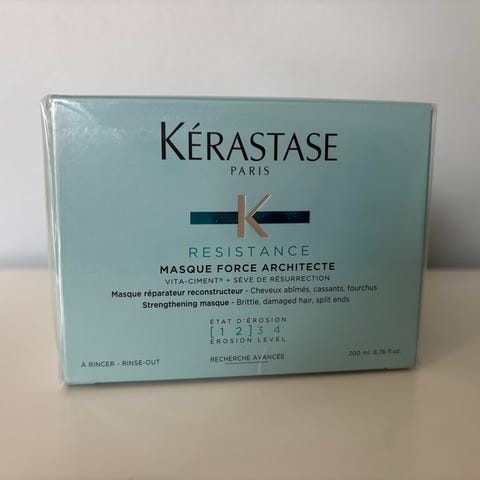 KÉRASTASE
PARIS
K
RESISTANCE
MASQUE FORCE ARCHITECTE
VITA-CIMENT® + SÈVE DE RÉSURRECTION
Masque réparateur reconstructeur - Cheveux abîmés, cassants, fourchus
Strengthening masque - Brittle, damaged hair, split ends
ÉTAT D'ÉROSION
[1 2]3 4
EROSION LEVEL
À RINCER - RINSE-OUT
RECHERCHE AVANCÉE
200 ml 6.76 fl.oz.